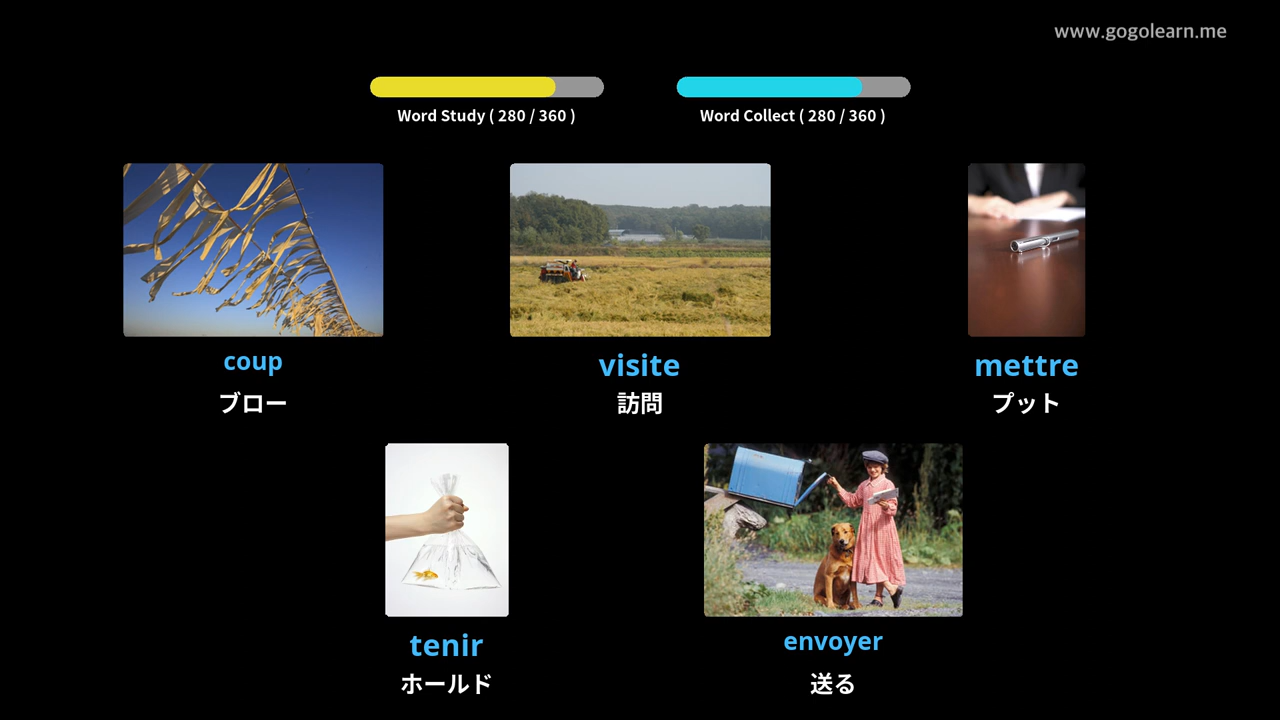 www.gogolearn.me
Word Study ( 280 / 360 )
Word Collect ( 280 / 360 )
coup
ブロー
visite
訪問
mettre
プット
tenir
ホールド
envoyer
送る